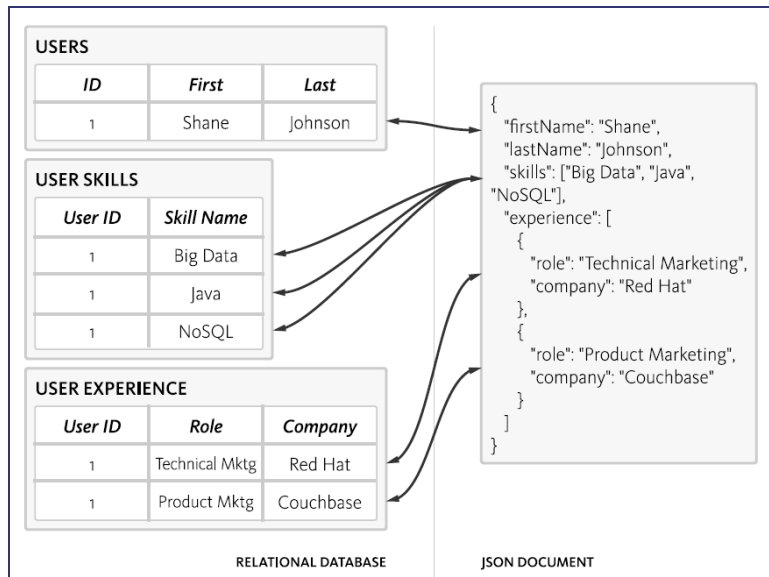 USERS
ID First Last
1 Shane Johnson
USER SKILLS
User ID Skill Name
1 Big Data
1 Java
1 NoSQL
USER EXPERIENCE
User ID Role Company
1 Technical Mktg Red Hat
1 Product Mktg Couchbase
RELATIONAL DATABASE
{
"firstName": "Shane",
"lastName": "Johnson",
"skills": ["Big Data", "Java",
"NoSQL"],
"experience": [
{
"role": "Technical Marketing",
"company": "Red Hat"
},
{
"role": "Product Marketing",
"company": "Couchbase"
}
]
}
JSON DOCUMENT